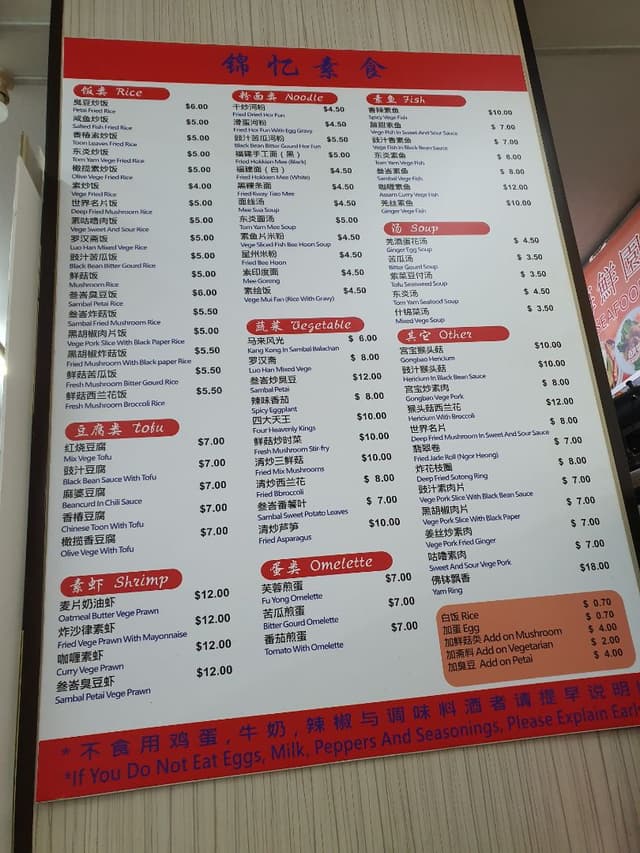 锦忆素食
饭类 Rice
臭豆炒饭 $6.00
Petai Fried Rice
咸鱼炒饭 $5.00
Salted Fish Fried Rice
香椿素炒饭 $5.00
Toon Leaves Fried Rice
东炎炒饭 $5.00
Tom Yam Vege Fried Rice
橄榄素炒饭 $5.00
Olive Vege Fried Rice
素炒饭 $4.00
Vege Fried Rice
世界名片饭 $5.00
Deep Fried Mushroom Rice
素咕噜肉饭 $5.00
Vege Sweet And Sour Rice
罗汉斋饭 $5.00
Luo Han Mixed Vege Rice
豉汁苦瓜饭 $5.00
Black Bean Bitter Gourd Rice
鲜菇饭 $5.00
Mushroom Rice
叁峇臭豆饭 $6.00
Sambal Petai Rice
叁峇炸菇饭 $5.50
Sambal Fried Mushroom Rice
黑胡椒肉片饭 $5.00
Vege Pork Slice With Black Paper Rice
黑胡椒炸菇饭 $5.50
Fried Mushroom With Black paper Rice
鲜菇苦瓜饭 $5.50
Fresh Mushroom Bitter Gourd Rice
鲜菇西兰花饭 $5.50
Fresh Mushroom Broccoli Rice
豆腐类 Tofu
红烧豆腐 $7.00
Mix Vege Tofu
豉汁豆腐 $7.00
Black Bean Sauce With Tofu
麻婆豆腐 $7.00
Beancurd In Chili Sauce
香椿豆腐 $7.00
Chinese Toon With Tofu
橄榄香豆腐 $7.00
Olive Vege With Tofu
素虾 Shrimp
麦片奶油虾 $12.00
Oatmeal Butter Vege Prawn
炸沙律素虾 $12.00
Fried Vege Prawn With Mayonnaise
咖喱素虾 $12.00
Curry Vege Prawn
叁峇臭豆虾 $12.00
Sambal Petai Vege Prawn
粉面类 Noodle
干炒河粉 $4.50
Fried Dried Hor Fun
滑蛋河粉 $4.50
Fried Hor Fun With Egg Gravy
豉汁苦瓜河粉 $5.50
Black Bean Bitter Gourd Hor Fun
福建手工面（黑） $5.00
Fried Hokkien Mee (Black)
福建面（白） $4.50
Fried Hokkien Mee (White)
黑粿条面 $4.50
Fried Kway Tiao Mee
面线汤 $4.50
Mee Sua Soup
东炎面汤 $5.00
Tom Yam Mee Soup
素鱼片米粉 $4.50
Vege Sliced Fish Bee Hoon Soup
星州米粉 $4.50
Fried Bee Hoon
素印度面 $4.50
Mee Goreng
素烩饭 $4.50
Vege Mui Fan (Rice With Gravy)
蔬菜 Vegetable
马来风光 $ 6.00
Kang Kong In Sambal Balachan
罗汉斋 $ 8.00
Luo Han Mixed Vege
叁峇炒臭豆 $12.00
Sambal Petai
辣味香茄 $ 8.00
Spicy Eggplant
四大天王 $10.00
Four Heavenly Kings
鲜菇炒时菜 $10.00
Fresh Mushroom Stir-fry
清炒三鲜菇 $10.00
Fried Mix Mushrooms
清炒西兰花 $ 8.00
Fried Bbroccoli
叁峇番薯叶 $ 7.00
Sambal Sweet Potato Leaves
清炒芦笋 $10.00
Fried Asparagus
蛋类 Omelette
芙蓉煎蛋 $7.00
Fu Yong Omelette
苦瓜煎蛋 $7.00
Bitter Gourd Omelette
番茄煎蛋 $7.00
Tomato With Omelette
素鱼 Fish
香辣素鱼 $10.00
Spicy Vege Fish
酸甜素鱼 $ 7.00
Vege Fish In Sweet And Sour Sauce
豉汁香素鱼 $ 7.00
Vege Fish In Black Bean Sauce
东炎素鱼 $ 8.00
Tom Yam Vege Fish
叁峇素鱼 $ 8.00
Sambal Vege Fish
咖喱素鱼 $12.00
Assam Curry Vege Fish
羌丝素鱼 $10.00
Ginger Vege Fish
汤 Soup
羌酒蛋花汤 $ 4.50
Ginger Egg Soup
苦瓜汤 $ 3.50
Bitter Gourd Soup
紫菜豆付汤 $ 3.50
Tofu Seaweed Soup
东炎汤 $ 4.50
Tom Yam Seafood Soup
什锦菜汤 $ 3.50
Mixed Vege Soup
其它 Other
宫宝猴头菇 $10.00
Gongbao Hericium
豉汁猴头菇 $10.00
Hericium In Black Bean Sauce
宫宝炒素肉 $ 8.00
Gongbao Vege Pork
猴头菇西兰花 $12.00
Hericium With Broccoli
世界名片 $ 8.00
Deep Fried Mushroom In Sweet And Sour Sauce
翡翠卷 $ 7.00
Fried Jade Roll (Ngor Heong)
炸花枝圈 $ 8.00
Deep Fried Sotong Ring
豉汁素肉片 $ 7.00
Vege Pork Slice With Black Bean Sauce
黑胡椒肉片 $ 7.00
Vege Pork Slice With Black Paper
姜丝炒素肉 $ 7.00
Vege Pork Fried Ginger
咕噜素肉 $ 7.00
Sweet And Sour Vege Pork
佛钵飘香 $18.00
Yam Ring
白饭 Rice $ 0.70
加蛋 Egg $ 0.70
加鲜菇类 Add on Mushroom $ 4.00
加斋料 Add on Vegetarian $ 2.00
加臭豆 Add on Petai $ 4.00
*不食用鸡蛋,牛奶,辣椒与调味料酒者请提早说明
*If You Do Not Eat Eggs, Milk, Peppers And Seasonings, Please Explain Early
鮮 園
SEAFOOD